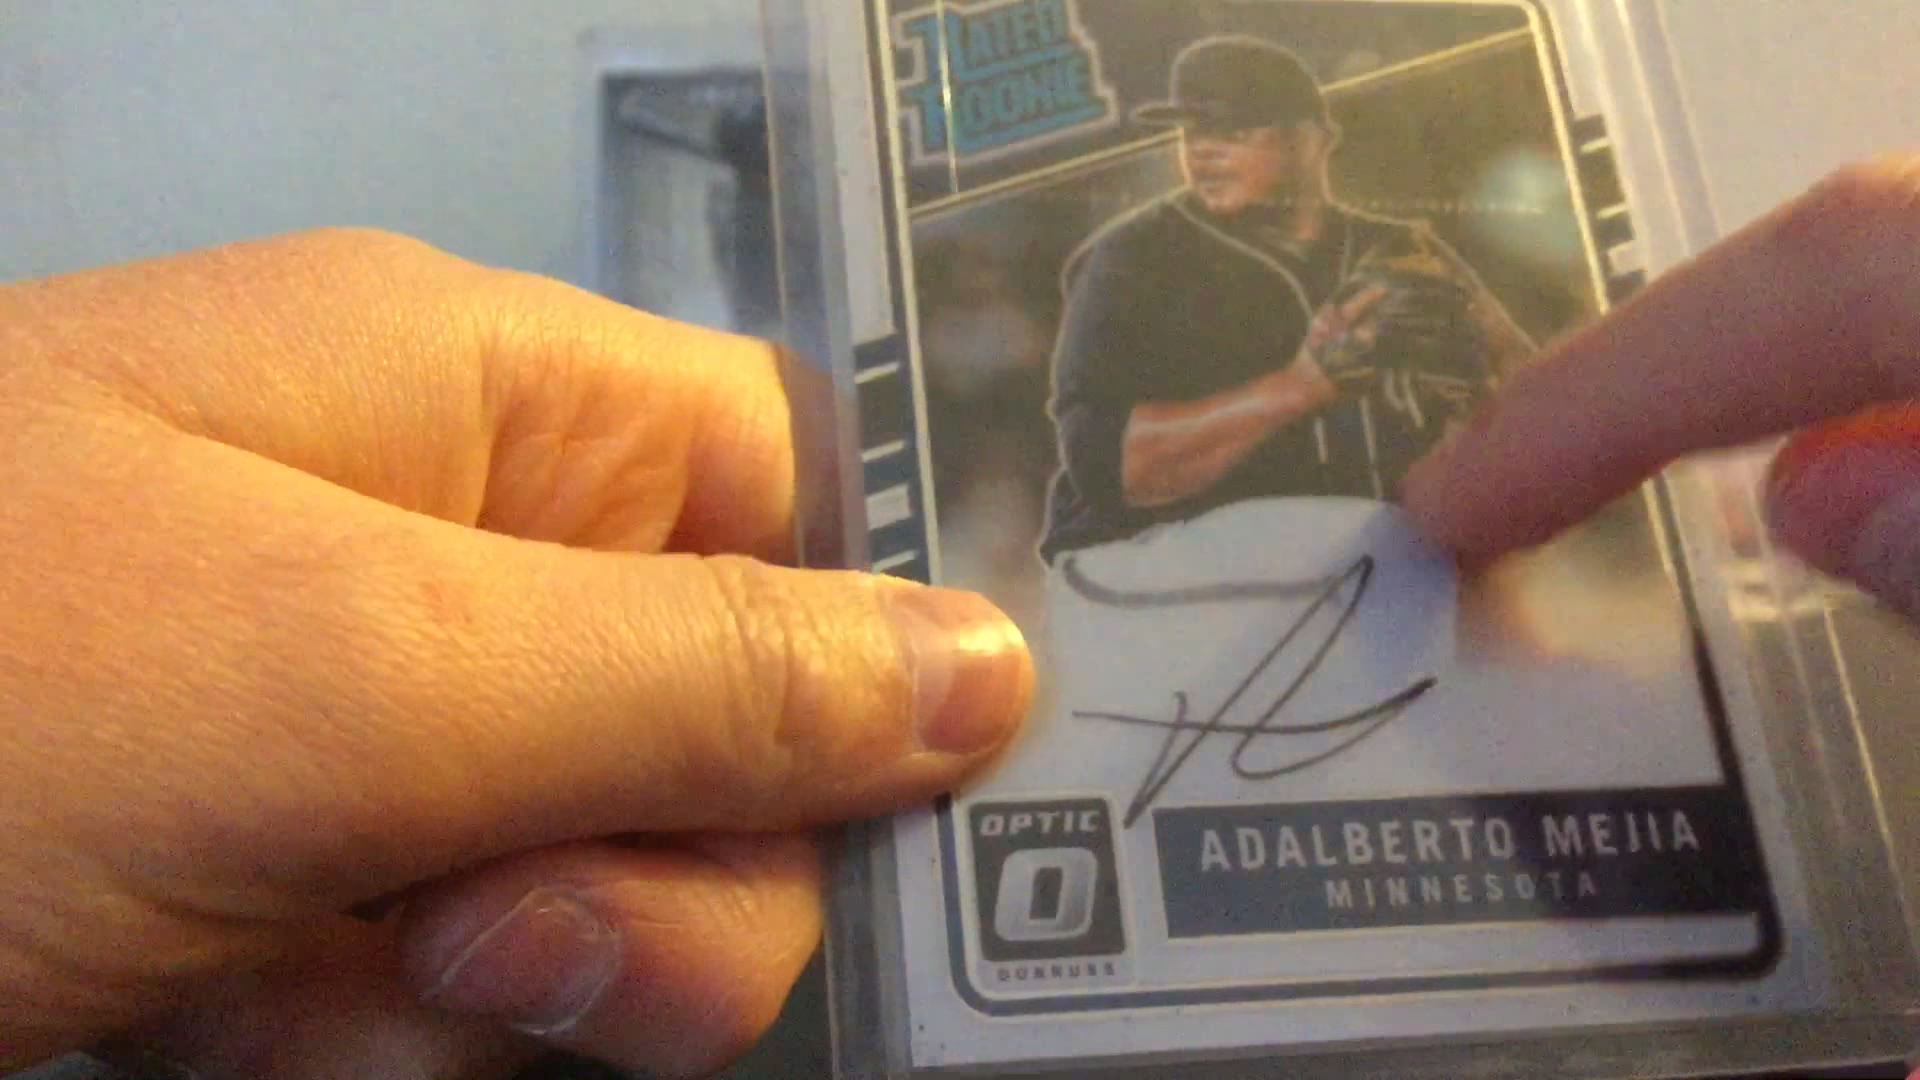 RATED
ROOKIE
OPTIC
DONRUSS
ADALBERTO MEJIA
MINNESOTA